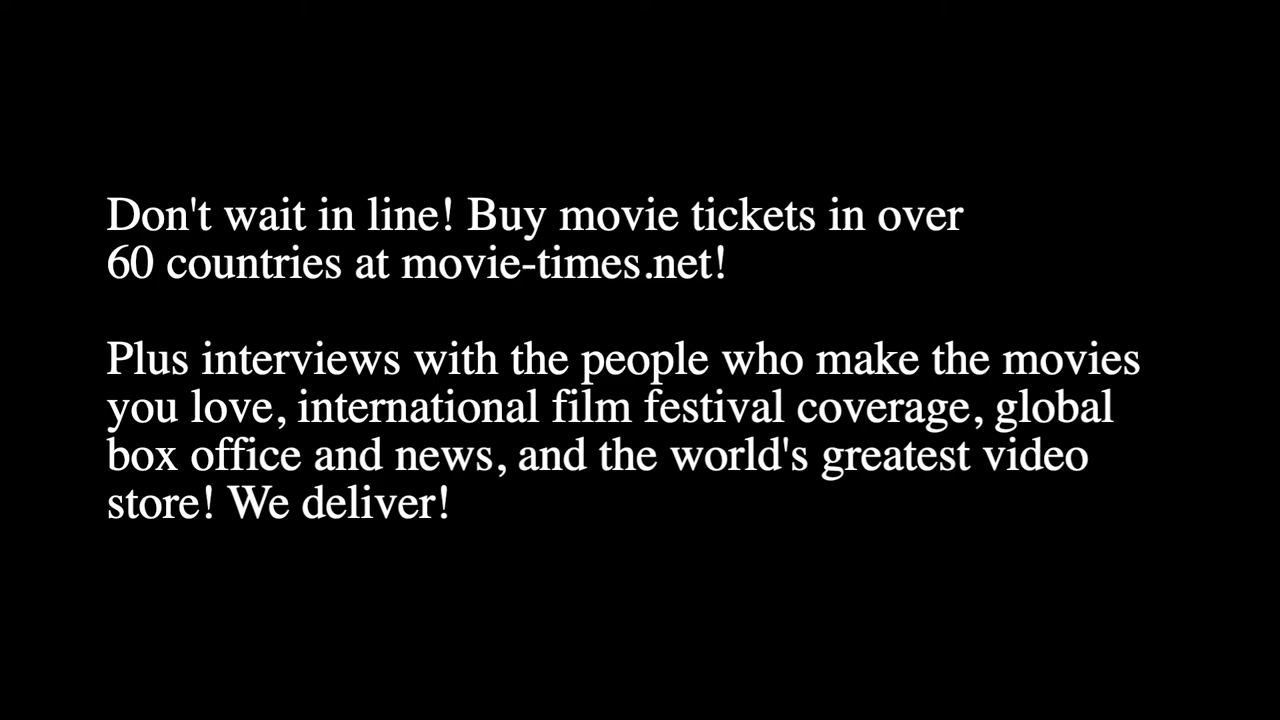 Don't wait in line! Buy movie tickets in over
60 countries at movie-times.net!
Plus interviews with the people who make the movies
you love, international film festival coverage, global
box office and news, and the world's greatest video
store! We deliver!